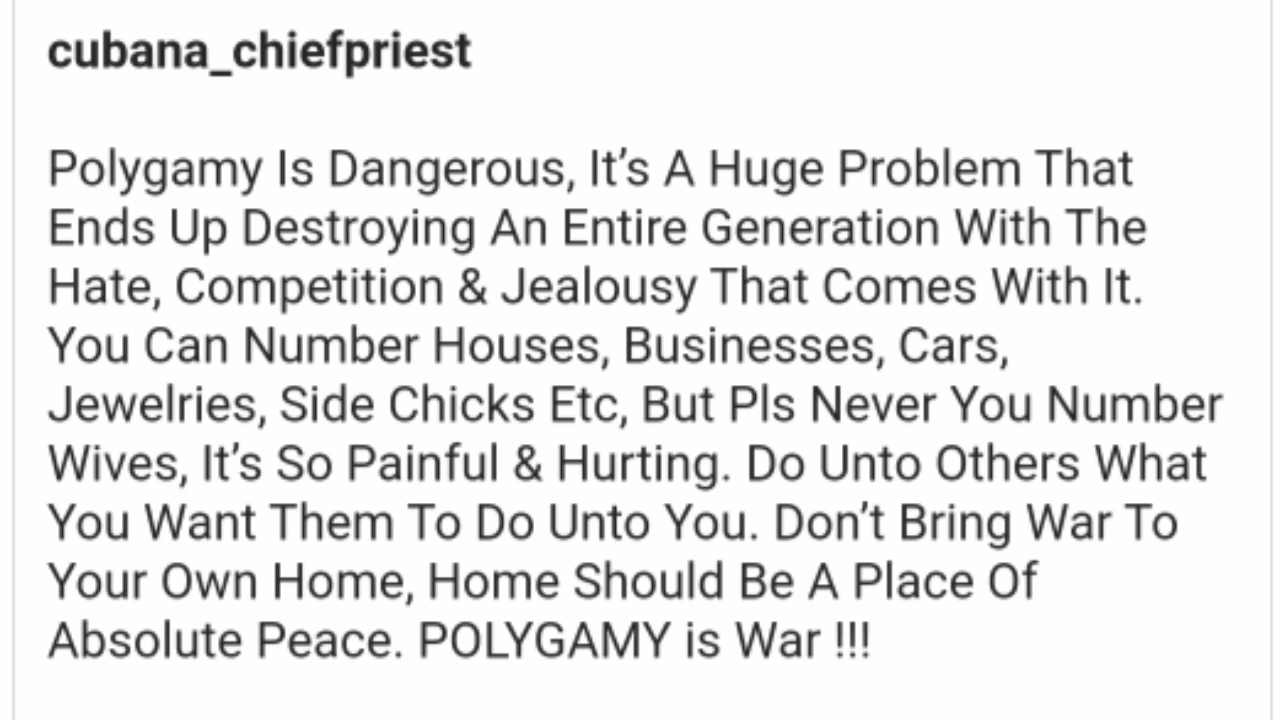 cubana_chiefpriest
Polygamy Is Dangerous, It’s A Huge Problem That
Ends Up Destroying An Entire Generation With The
Hate, Competition & Jealousy That Comes With It.
You Can Number Houses, Businesses, Cars,
Jewelries, Side Chicks Etc, But Pls Never You Number
Wives, It’s So Painful & Hurting. Do Unto Others What
You Want Them To Do Unto You. Don’t Bring War To
Your Own Home, Home Should Be A Place Of
Absolute Peace. POLYGAMY is War !!!